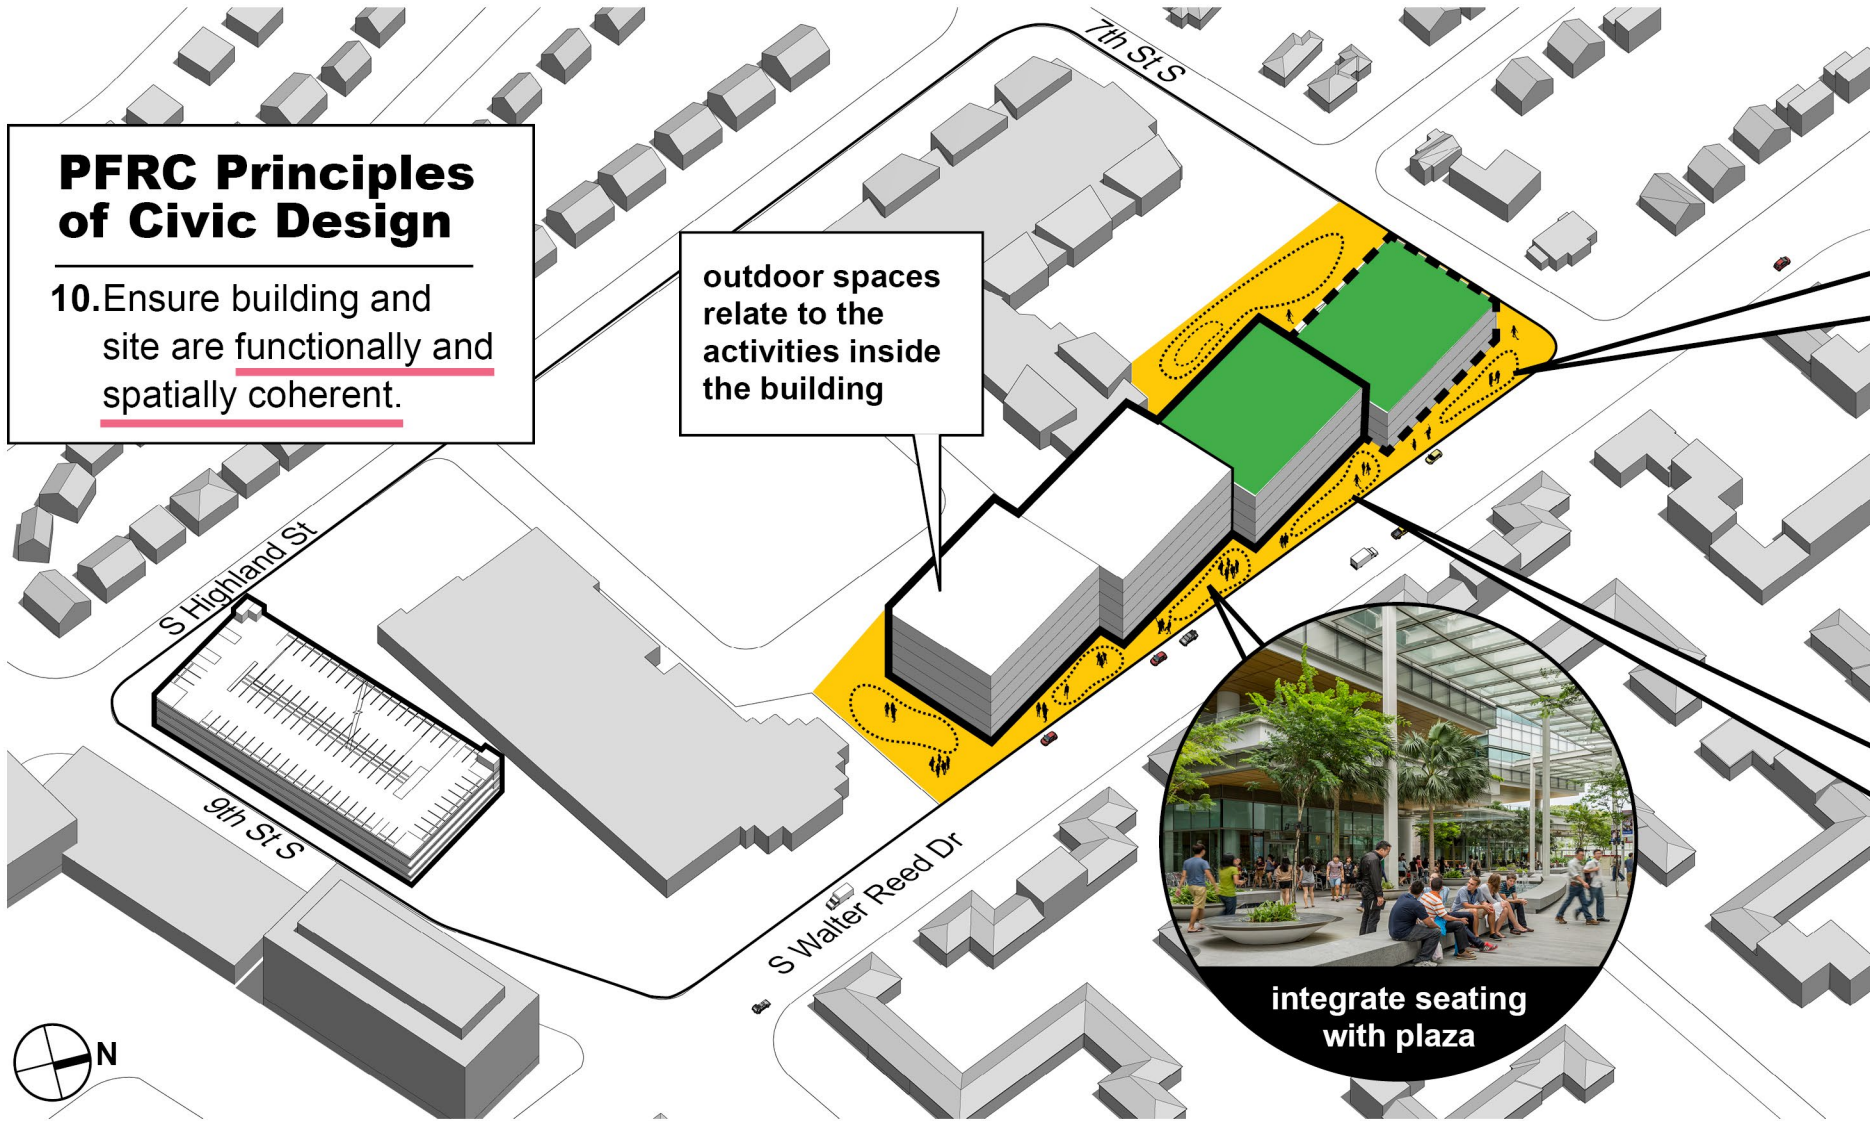 PFRC Principles
of Civic Design
10. Ensure building and
site are functionally and
spatially coherent.
outdoor spaces
relate to the
activities inside
the building
7th St S
S Highland St
9th St S
S Walter Reed Dr
integrate seating
with plaza
N